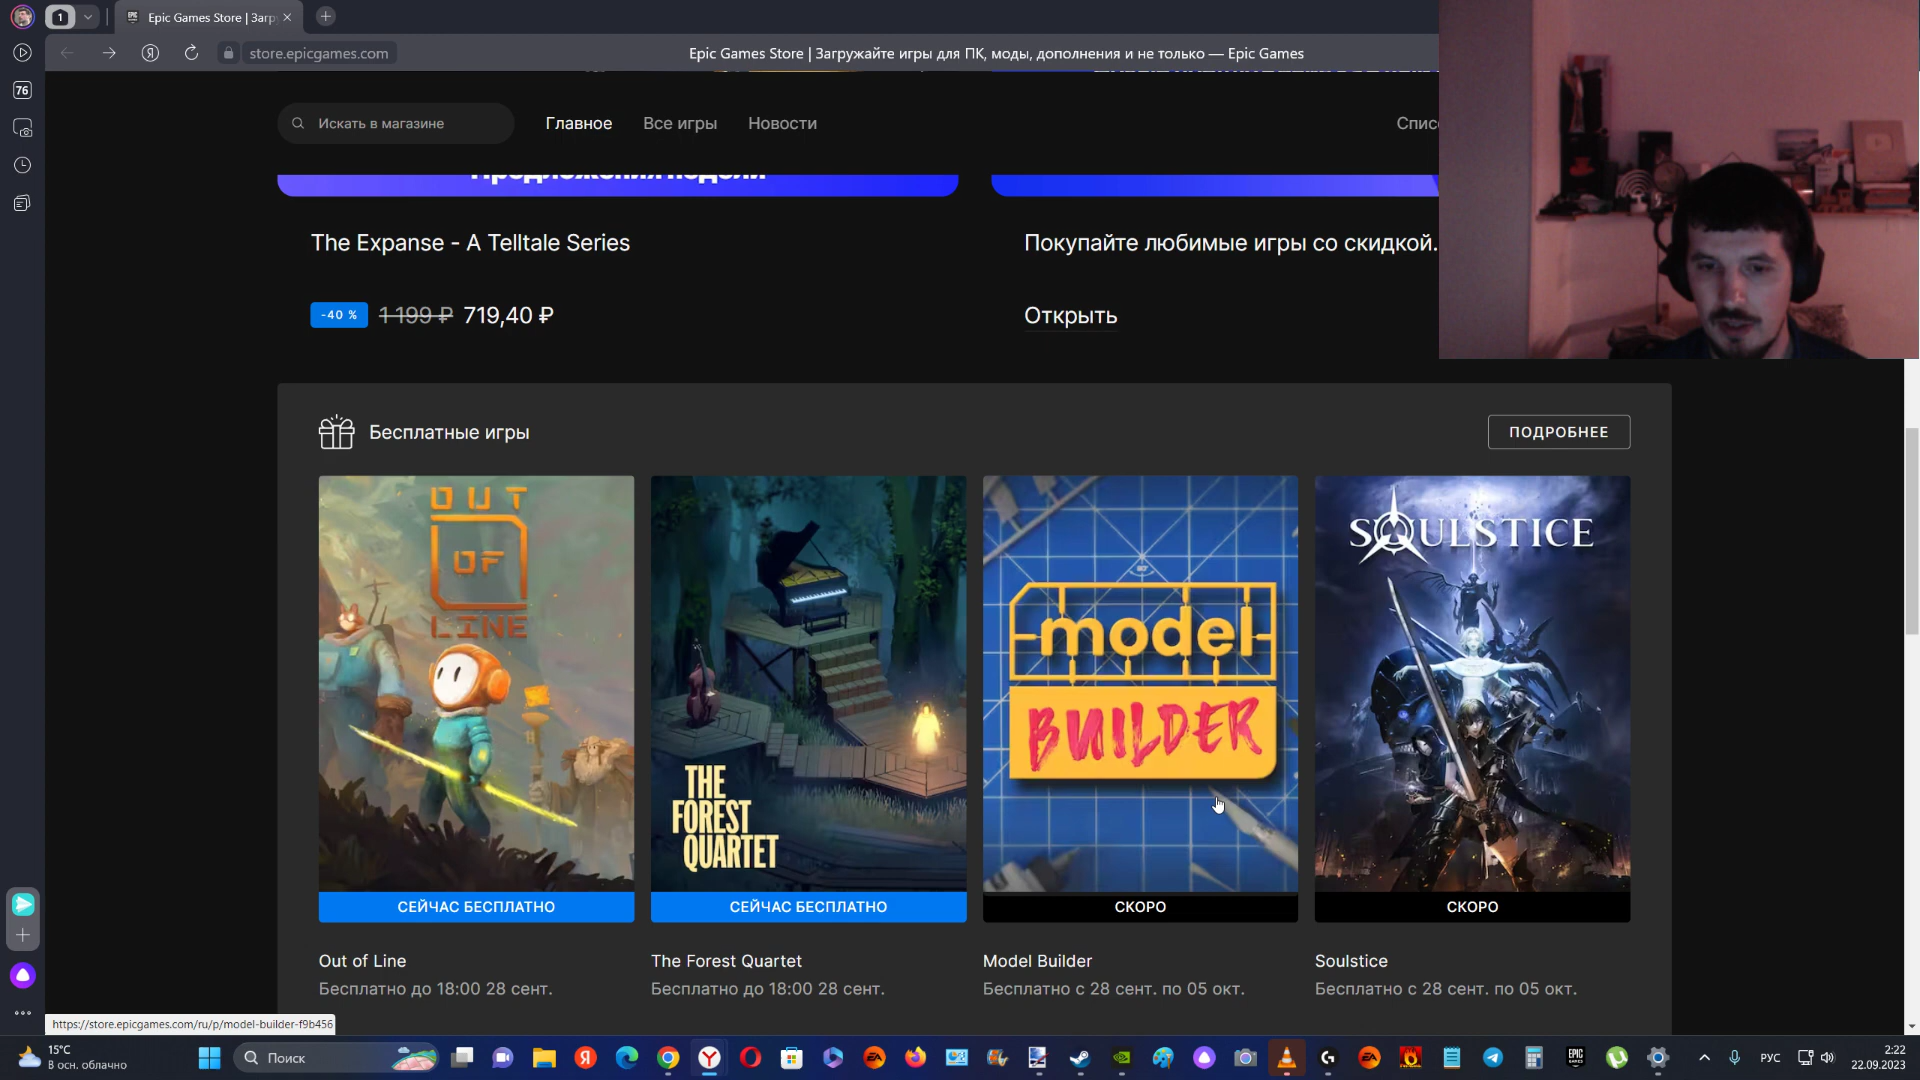 1
Epic Games Store | Загр
store.epicgames.com
Epic Games Store | Загружайте игры для ПК, моды, дополнения и не только — Epic Games
76
Искать в магазине
Главное
Все игры
Новости
Списо
Предложения недели
The Expanse - A Telltale Series
Покупайте любимые игры со скидкой.
-40 %
1 199 ₽
719,40 ₽
Открыть
Бесплатные игры
ПОДРОБНЕЕ
OUT
OF
LINE
THE
FOREST
QUARTET
model
BUILDER
SOULSTICE
СЕЙЧАС БЕСПЛАТНО
СЕЙЧАС БЕСПЛАТНО
СКОРО
СКОРО
Out of Line
The Forest Quartet
Model Builder
Soulstice
Бесплатно до 18:00 28 сент.
Бесплатно до 18:00 28 сент.
Бесплатно с 28 сент. по 05 окт.
Бесплатно с 28 сент. по 05 окт.
https://store.epicgames.com/ru/p/model-builder-f9b456
15°C
В осн. облачно
Поиск
РУС
2:22
22.09.2023